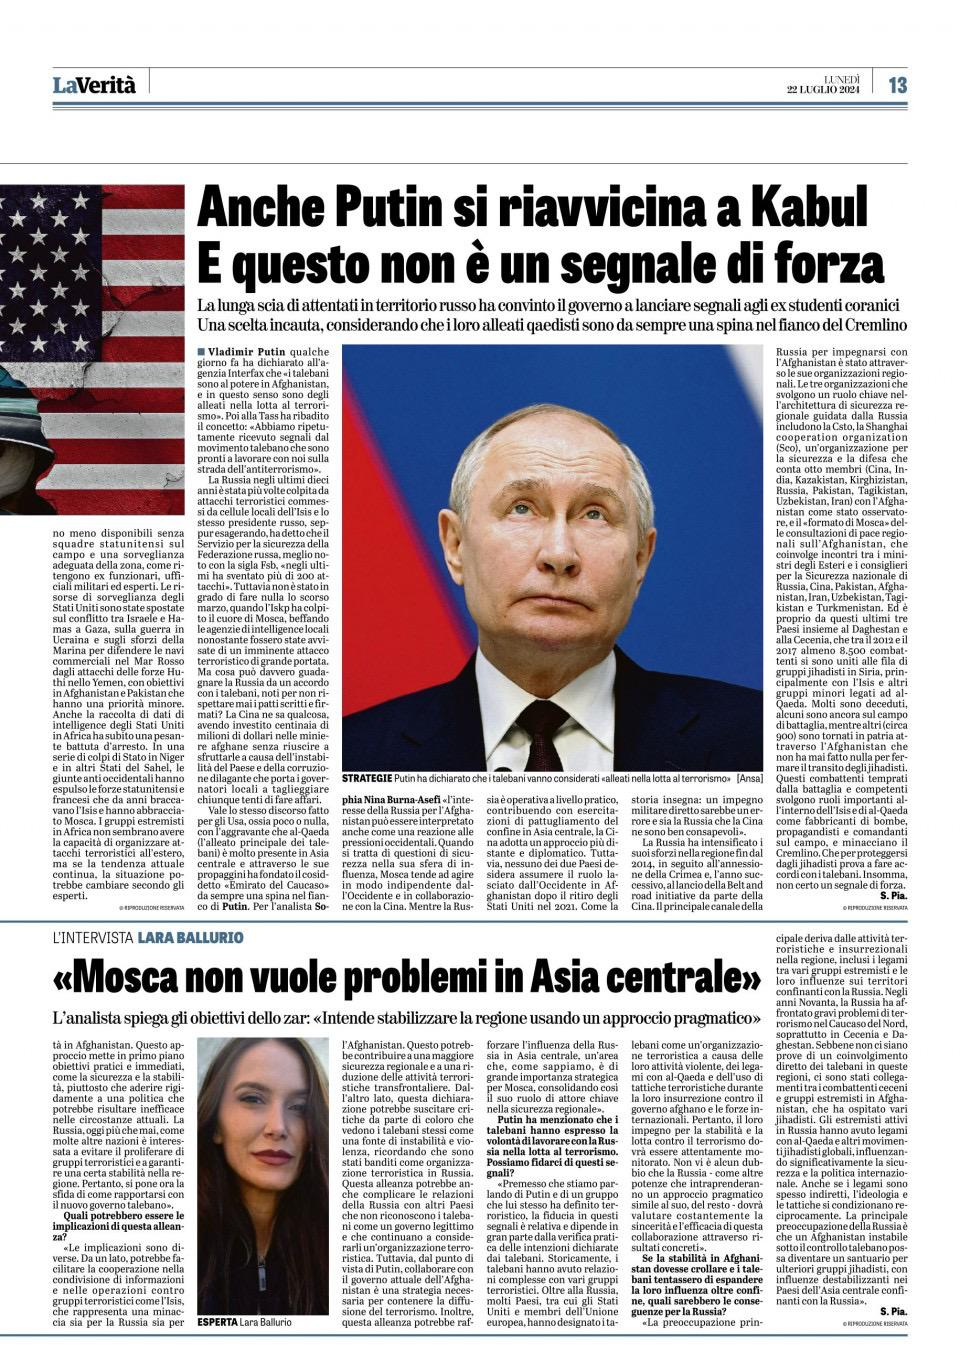 LaVerità
LUNEDÌ
22 LUGLIO 2024
13
Anche Putin si riavvicina a Kabul
E questo non è un segnale di forza
La lunga scia di attentati in territorio russo ha convinto il governo a lanciare segnali agli ex studenti coranici
Una scelta incauta, considerando che i loro alleati qaedisti sono da sempre una spina nel fianco del Cremlino
no meno disponibili senza
squadre statunitensi sul
campo e una sorveglianza
adeguata della zona, come ri-
tengono ex funzionari, uffi-
ciali militari ed esperti. Le ri-
sorse di sorveglianza degli
Stati Uniti sono state spostate
sul conflitto tra Israele e Ha-
mas a Gaza, sulla guerra in
Ucraina e sugli sforzi della
Marina per difendere le navi
commerciali nel Mar Rosso
dagli attacchi delle forze Hu-
thi nello Yemen, con obiettivi
in Afghanistan e Pakistan che
hanno una priorità minore.
Anche la raccolta di dati di
intelligence degli Stati Uniti
in Africa ha subito una pesan-
te battuta d'arresto. In una
serie di colpi di Stato in Niger
e in altri Stati del Sahel, le
giunte anti occidentali hanno
espulso le forze statunitensi e
francesi che da anni bracca-
vano l'Isis e hanno abbraccia-
to Mosca. I gruppi estremisti
in Africa non sembrano avere
la capacità di organizzare at-
tacchi terroristici all'estero,
ma se la tendenza attuale
continua, la situazione po-
trebbe cambiare secondo gli
esperti.
© RIPRODUZIONE RISERVATA
■ Vladimir Putin qualche
giorno fa ha dichiarato all'a-
genzia Interfax che «i talebani
sono al potere in Afghanistan,
e in questo senso sono degli
alleati nella lotta al terrori-
smo». Poi alla Tass ha ribadito
il concetto: «Abbiamo ripetu-
tamente ricevuto segnali dal
movimento talebano che sono
pronti a lavorare con noi sulla
strada dell'antiterrorismo».
La Russia negli ultimi dieci
anni è stata più volte colpita da
attacchi terroristici commes-
si da cellule locali dell'Isis e lo
stesso presidente russo, sep-
pur esagerando, ha detto che il
Servizio per la sicurezza della
Federazione russa, meglio no-
to con la sigla Fsb, «negli ulti-
mi ha sventato più di 200 at-
tacchi». Tuttavia non è stato in
grado di fare nulla lo scorso
marzo, quando l'Iskp ha colpi-
to il cuore di Mosca, beffando
le agenzie di intelligence locali
nonostante fossero state avvi-
sate di un imminente attacco
terroristico di grande portata.
Ma cosa può davvero guada-
gnare la Russia da un accordo
con i talebani, noti per non ri-
spettare mai i patti scritti e fir-
mati? La Cina ne sa qualcosa,
avendo investito centinaia di
milioni di dollari nelle minie-
re afghane senza riuscire a
sfruttarle a causa dell'instabi-
lità del Paese e della corruzio-
ne dilagante che porta i gover-
natori locali a taglieggiare
chiunque tenti di fare affari.
Vale lo stesso discorso fatto
per gli Usa, ossia poco o nulla,
con l'aggravante che al-Qaeda
(l'alleato principale dei tale-
bani) è molto presente in Asia
centrale e attraverso le sue
propaggini ha fondato il cosid-
detto «Emirato del Caucaso»
da sempre una spina nel fian-
co di Putin. Per l'analista So-
STRATEGIE Putin ha dichiarato che i talebani vanno considerati «alleati nella lotta al terrorismo» [Ansa]
phia Nina Burna-Asefi «l'inte-
resse della Russia per l'Afgha-
nistan può essere interpretato
anche come una reazione alle
pressioni occidentali. Quando
si tratta di questioni di sicu-
rezza nella sua sfera di in-
fluenza, Mosca tende ad agire
in modo indipendente dal-
l'Occidente e in collaborazio-
ne con la Cina. Mentre la Rus-
sia è operativa a livello pratico,
contribuendo con esercita-
zioni di pattugliamento del
confine in Asia centrale, la Ci-
na adotta un approccio più di-
stante e diplomatico. Tutta-
via, nessuno dei due Paesi de-
sidera assumere il ruolo la-
sciato dall'Occidente in Af-
ghanistan dopo il ritiro degli
Stati Uniti nel 2021. Come la
storia insegna: un impegno
militare diretto sarebbe un er-
rore e sia la Russia che la Cina
ne sono ben consapevoli».
La Russia ha intensificato i
suoi sforzi nella regione fin dal
2014, in seguito all'annessio-
ne della Crimea e, l'anno suc-
cessivo, al lancio della Belt and
road initiative da parte della
Cina. Il principale canale della
Russia per impegnarsi con
l'Afghanistan è stato attraver-
so le sue organizzazioni regio-
nali. Le tre organizzazioni che
svolgono un ruolo chiave nel-
l'architettura di sicurezza re-
gionale guidata dalla Russia
includono la Csto, la Shanghai
cooperation organization
(Sco), un'organizzazione per
la sicurezza e la difesa che
conta otto membri (Cina, In-
dia, Kazakistan, Kirghizistan,
Russia, Pakistan, Tagikistan,
Uzbekistan, Iran) con l'Afgha-
nistan come stato osservato-
re, e il «formato di Mosca» del-
le consultazioni di pace regio-
nali sull'Afghanistan, che
coinvolge incontri tra i mini-
stri degli Esteri e i consiglieri
per la Sicurezza nazionale di
Russia, Cina, Pakistan, Afgha-
nistan, Iran, Uzbekistan, Tagi-
kistan e Turkmenistan. Ed è
proprio da questi ultimi tre
Paesi insieme al Daghestan e
alla Cecenia, che tra il 2012 e il
2017 almeno 8.500 combat-
tenti si sono uniti alle fila di
gruppi jihadisti in Siria, prin-
cipalmente con l'Isis e altri
gruppi minori legati ad al-
Qaeda. Molti sono deceduti,
alcuni sono ancora sul campo
di battaglia, mentre altri (circa
900) sono tornati in patria at-
traverso l'Afghanistan che
non ha mai fatto nulla per fer-
mare il transito degli jihadisti.
Questi combattenti temprati
dalla battaglia e competenti
svolgono ruoli importanti al-
l'interno dell'Isis e di al-Qaeda
come fabbricanti di bombe,
propagandisti e comandanti
sul campo, e minacciano il
Cremlino. Che per proteggersi
dagli jihadisti prova a fare ac-
cordi con i talebani. Insomma,
non certo un segnale di forza.
S. Pia.
© RIPRODUZIONE RISERVATA
L'INTERVISTA LARA BALLURIO
«Mosca non vuole problemi in Asia centrale»
L'analista spiega gli obiettivi dello zar: «Intende stabilizzare la regione usando un approccio pragmatico»
tà in Afghanistan. Questo ap-
proccio mette in primo piano
obiettivi pratici e immediati,
come la sicurezza e la stabili-
tà, piuttosto che aderire rigi-
damente a una politica che
potrebbe risultare inefficace
nelle circostanze attuali. La
Russia, oggi più che mai, come
molte altre nazioni è interes-
sata a evitare il proliferare di
gruppi terroristici e a garanti-
re una certa stabilità nella re-
gione. Pertanto, si pone ora la
sfida di come rapportarsi con
il nuovo governo talebano».
Quali potrebbero essere le
implicazioni di questa allean-
za?
«Le implicazioni sono di-
verse. Da un lato, potrebbe fa-
cilitare la cooperazione nella
condivisione di informazioni
e nelle operazioni contro
gruppi terroristici come l'Isis,
che rappresenta una minac-
cia sia per la Russia sia per
ESPERTA Lara Ballurio
l'Afghanistan. Questo potreb-
be contribuire a una maggiore
sicurezza regionale e a una ri-
duzione delle attività terrori-
stiche transfrontaliere. Dal-
l'altro lato, questa dichiara-
zione potrebbe suscitare criti-
che da parte di coloro che
vedono i talebani stessi come
una fonte di instabilità e vio-
lenza, ricordando che sono
stati banditi come organizza-
zione terroristica in Russia.
Questa alleanza potrebbe an-
che complicare le relazioni
della Russia con altri Paesi
che non riconoscono i taleba-
ni come un governo legittimo
e che continuano a conside-
rarli un'organizzazione terro-
ristica. Tuttavia, dal punto di
vista di Putin, collaborare con
il governo attuale dell'Afgha-
nistan è una strategia neces-
saria per contenere la diffu-
sione del terrorismo. Inoltre,
questa alleanza potrebbe raf-
forzare l'influenza della Rus-
sia in Asia centrale, un'area
che, come sappiamo, è di
grande importanza strategica
per Mosca, consolidando così
il suo ruolo di attore chiave
nella sicurezza regionale».
Putin ha menzionato che i
talebani hanno espresso la
volontà di lavorare con la Rus-
sia nella lotta al terrorismo.
Possiamo fidarci di questi se-
gnali?
«Premesso che stiamo par-
lando di Putin e di un gruppo
che lui stesso ha definito ter-
roristico, la fiducia in questi
segnali è relativa e dipende in
gran parte dalla verifica prati-
ca delle intenzioni dichiarate
dai talebani. Storicamente, i
talebani hanno avuto relazio-
ni complesse con vari gruppi
terroristici. Oltre alla Russia,
molti Paesi, tra cui gli Stati
Uniti e membri dell'Unione
europea, hanno designato i ta-
lebani come un'organizzazio-
ne terroristica a causa delle
loro attività violente, dei lega-
mi con al-Qaeda e dell'uso di
tattiche terroristiche durante
la loro insurrezione contro il
governo afghano e le forze in-
ternazionali. Pertanto, il loro
impegno per la stabilità e la
lotta contro il terrorismo do-
vrà essere attentamente mo-
nitorato. Non vi è alcun dub-
bio che la Russia - come altre
potenze che intraprenderan-
no un approccio pragmatico
simile al suo, del resto - dovrà
valutare costantemente la
sincerità e l'efficacia di questa
collaborazione attraverso ri-
sultati concreti».
Se la stabilità in Afghani-
stan dovesse crollare e i tale-
bani tentassero di espandere
la loro influenza oltre confi-
ne, quali sarebbero le conse-
guenze per la Russia?
«La preoccupazione prin-
cipale deriva dalle attività ter-
roristiche e insurrezionali
nella regione, inclusi i legami
tra vari gruppi estremisti e le
loro influenze sui territori
confinanti con la Russia. Negli
anni Novanta, la Russia ha af-
frontato gravi problemi di ter-
rorismo nel Caucaso del Nord,
soprattutto in Cecenia e Da-
ghestan. Sebbene non ci siano
prove di un coinvolgimento
diretto dei talebani in queste
regioni, ci sono stati collega-
menti tra i combattenti ceceni
e gruppi estremisti in Afgha-
nistan, che ha ospitato vari
jihadisti. Gli estremisti attivi
in Russia hanno avuto legami
con al-Qaeda e altri movimen-
ti jihadisti globali, influenzan-
do significativamente la sicu-
rezza e la politica internazio-
nale. Anche se i legami sono
spesso indiretti, l'ideologia e
le tattiche si condizionano re-
ciprocamente. La principale
preoccupazione della Russia è
che un Afghanistan instabile
sotto il controllo talebano pos-
sa diventare un santuario per
ulteriori gruppi jihadisti, con
influenze destabilizzanti nei
Paesi dell'Asia centrale confi-
nanti con la Russia».
S. Pia.
© RIPRODUZIONE RISERVATA